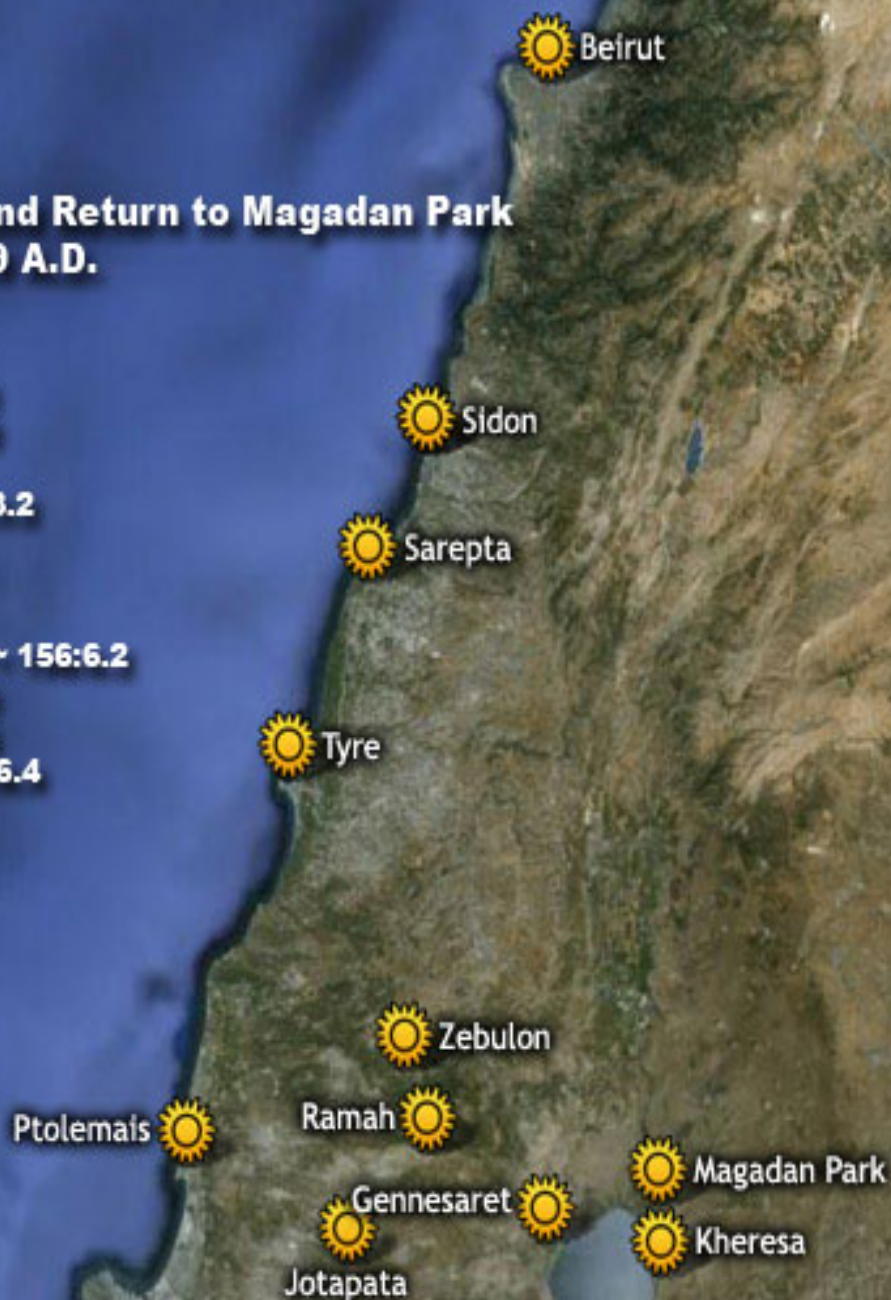 Beirut
nd Return to Magadan Park
A.D.
Sidon
Sarepta
156:6.2
Tyre
6.4
Zebulon
Ramah
Ptolemais
Magadan Park
Gennesaret
Kheresa
Jotapata